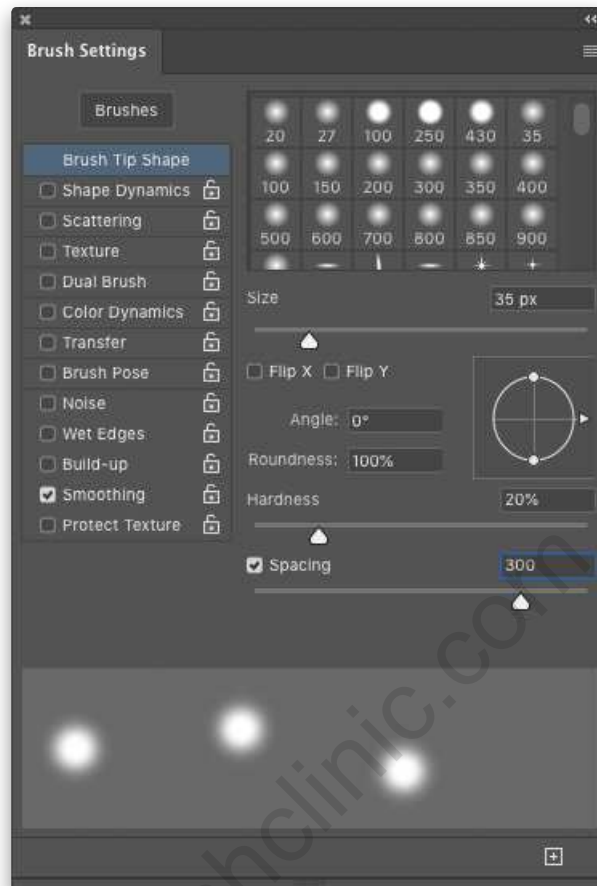 Brush Settings
Brushes
Brush Tip Shape
Shape Dynamics
Scattering
Texture
Dual Brush
Color Dynamics
Transfer
Brush Pose
Noise
Wet Edges
Build-up
Smoothing
Protect Texture
20 27 100 250 430 35
100 150 200 300 350 400
500 600 700 800 850 900
Size 35 px
Flip X Flip Y
Angle: 0°
Roundness: 100%
Hardness 20%
Spacing 300
hclinic.com